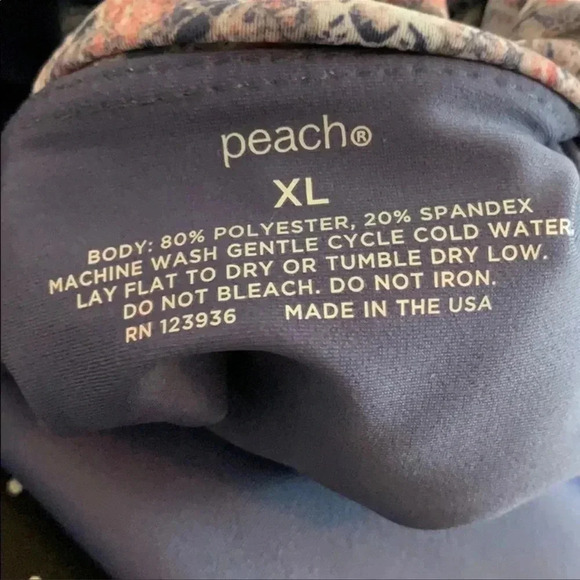 peach®
XL
BODY: 80% POLYESTER, 20% SPANDEX
MACHINE WASH GENTLE CYCLE COLD WATER.
LAY FLAT TO DRY OR TUMBLE DRY LOW.
DO NOT BLEACH. DO NOT IRON.
RN 123936 MADE IN THE USA